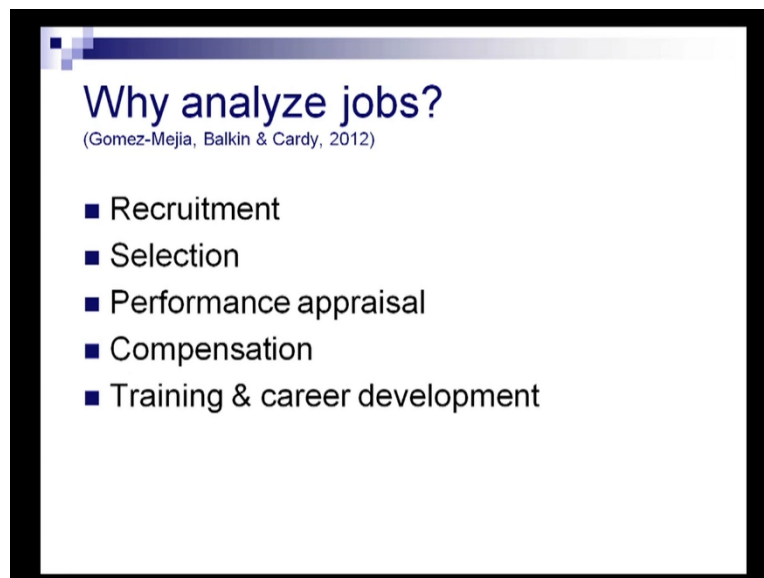 Why analyze jobs?
(Gomez-Mejia, Balkin & Cardy, 2012)
Recruitment
Selection
Performance appraisal
Compensation
Training & career development